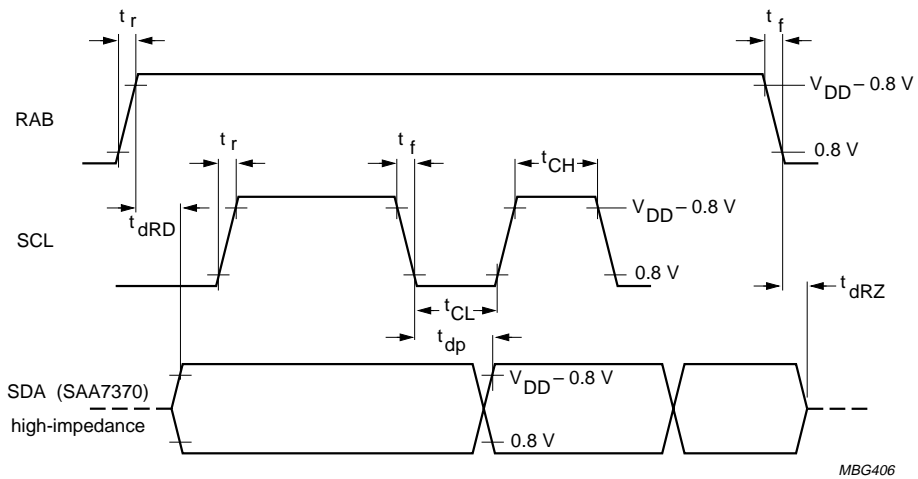 t r
t f
RAB
V DD – 0.8 V
0.8 V
t r
t f
t CH
t dRD
SCL
V DD – 0.8 V
0.8 V
t CL
t dRZ
t dp
SDA (SAA7370)
high-impedance
V DD – 0.8 V
0.8 V
MBG406